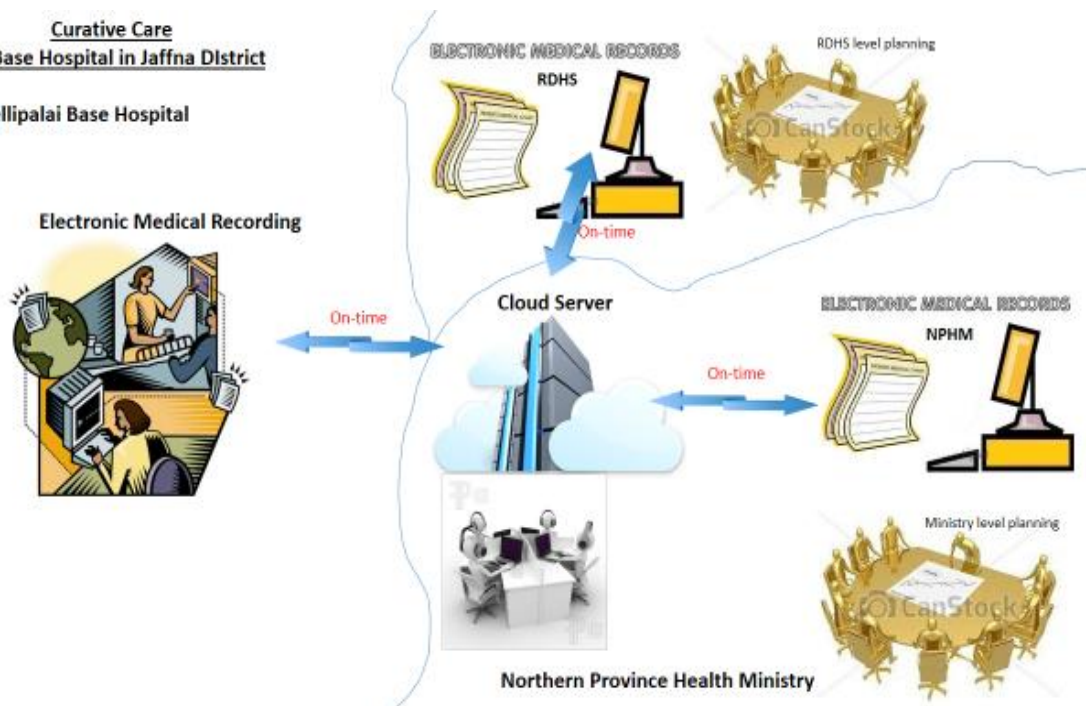 Curative Care
Base Hospital in Jaffna DIstrict
ellipalai Base Hospital
Electronic Medical Recording
On-time
ELECTRONIC MEDICAL RECORDS
RDHS
RDHS level planning
CanStock
On-time
Cloud Server
On-time
ELECTRONIC MEDICAL RECORDS
NPHM
Ministry level planning
CanStock
Northern Province Health Ministry